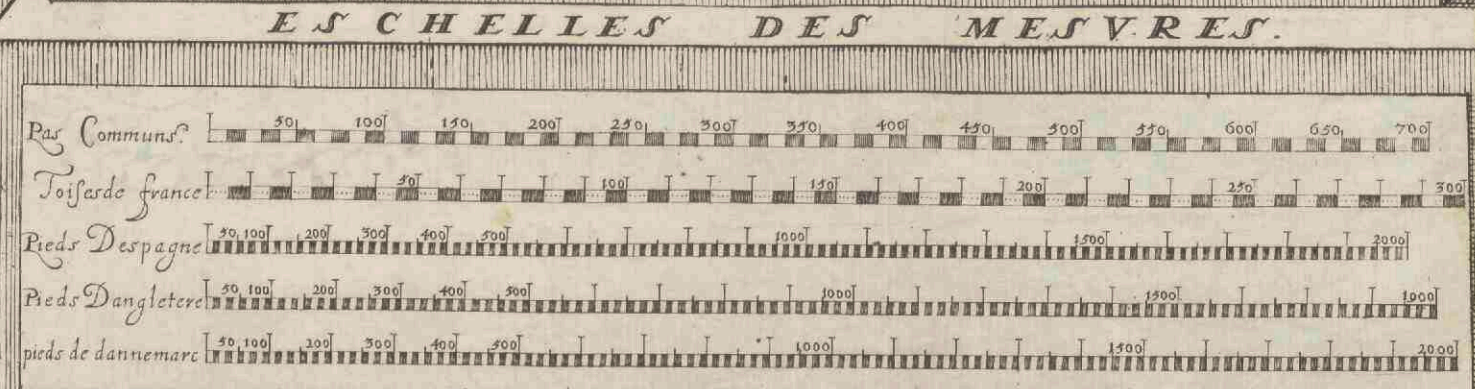 ESCHELLES DES MESVRES.
Pas Communs. 50 100 150 200 250 300 350 400 450 500 550 600 650 700
Toises de france 50 100 150 200 250 300
Pieds Despagne 50 100 200 300 400 500 1000 1500 2000
Pieds Dangletere 50 100 200 300 400 500 1000 1500 1900
pieds de dannemarc 50 100 200 300 400 500 1000 1500 2000